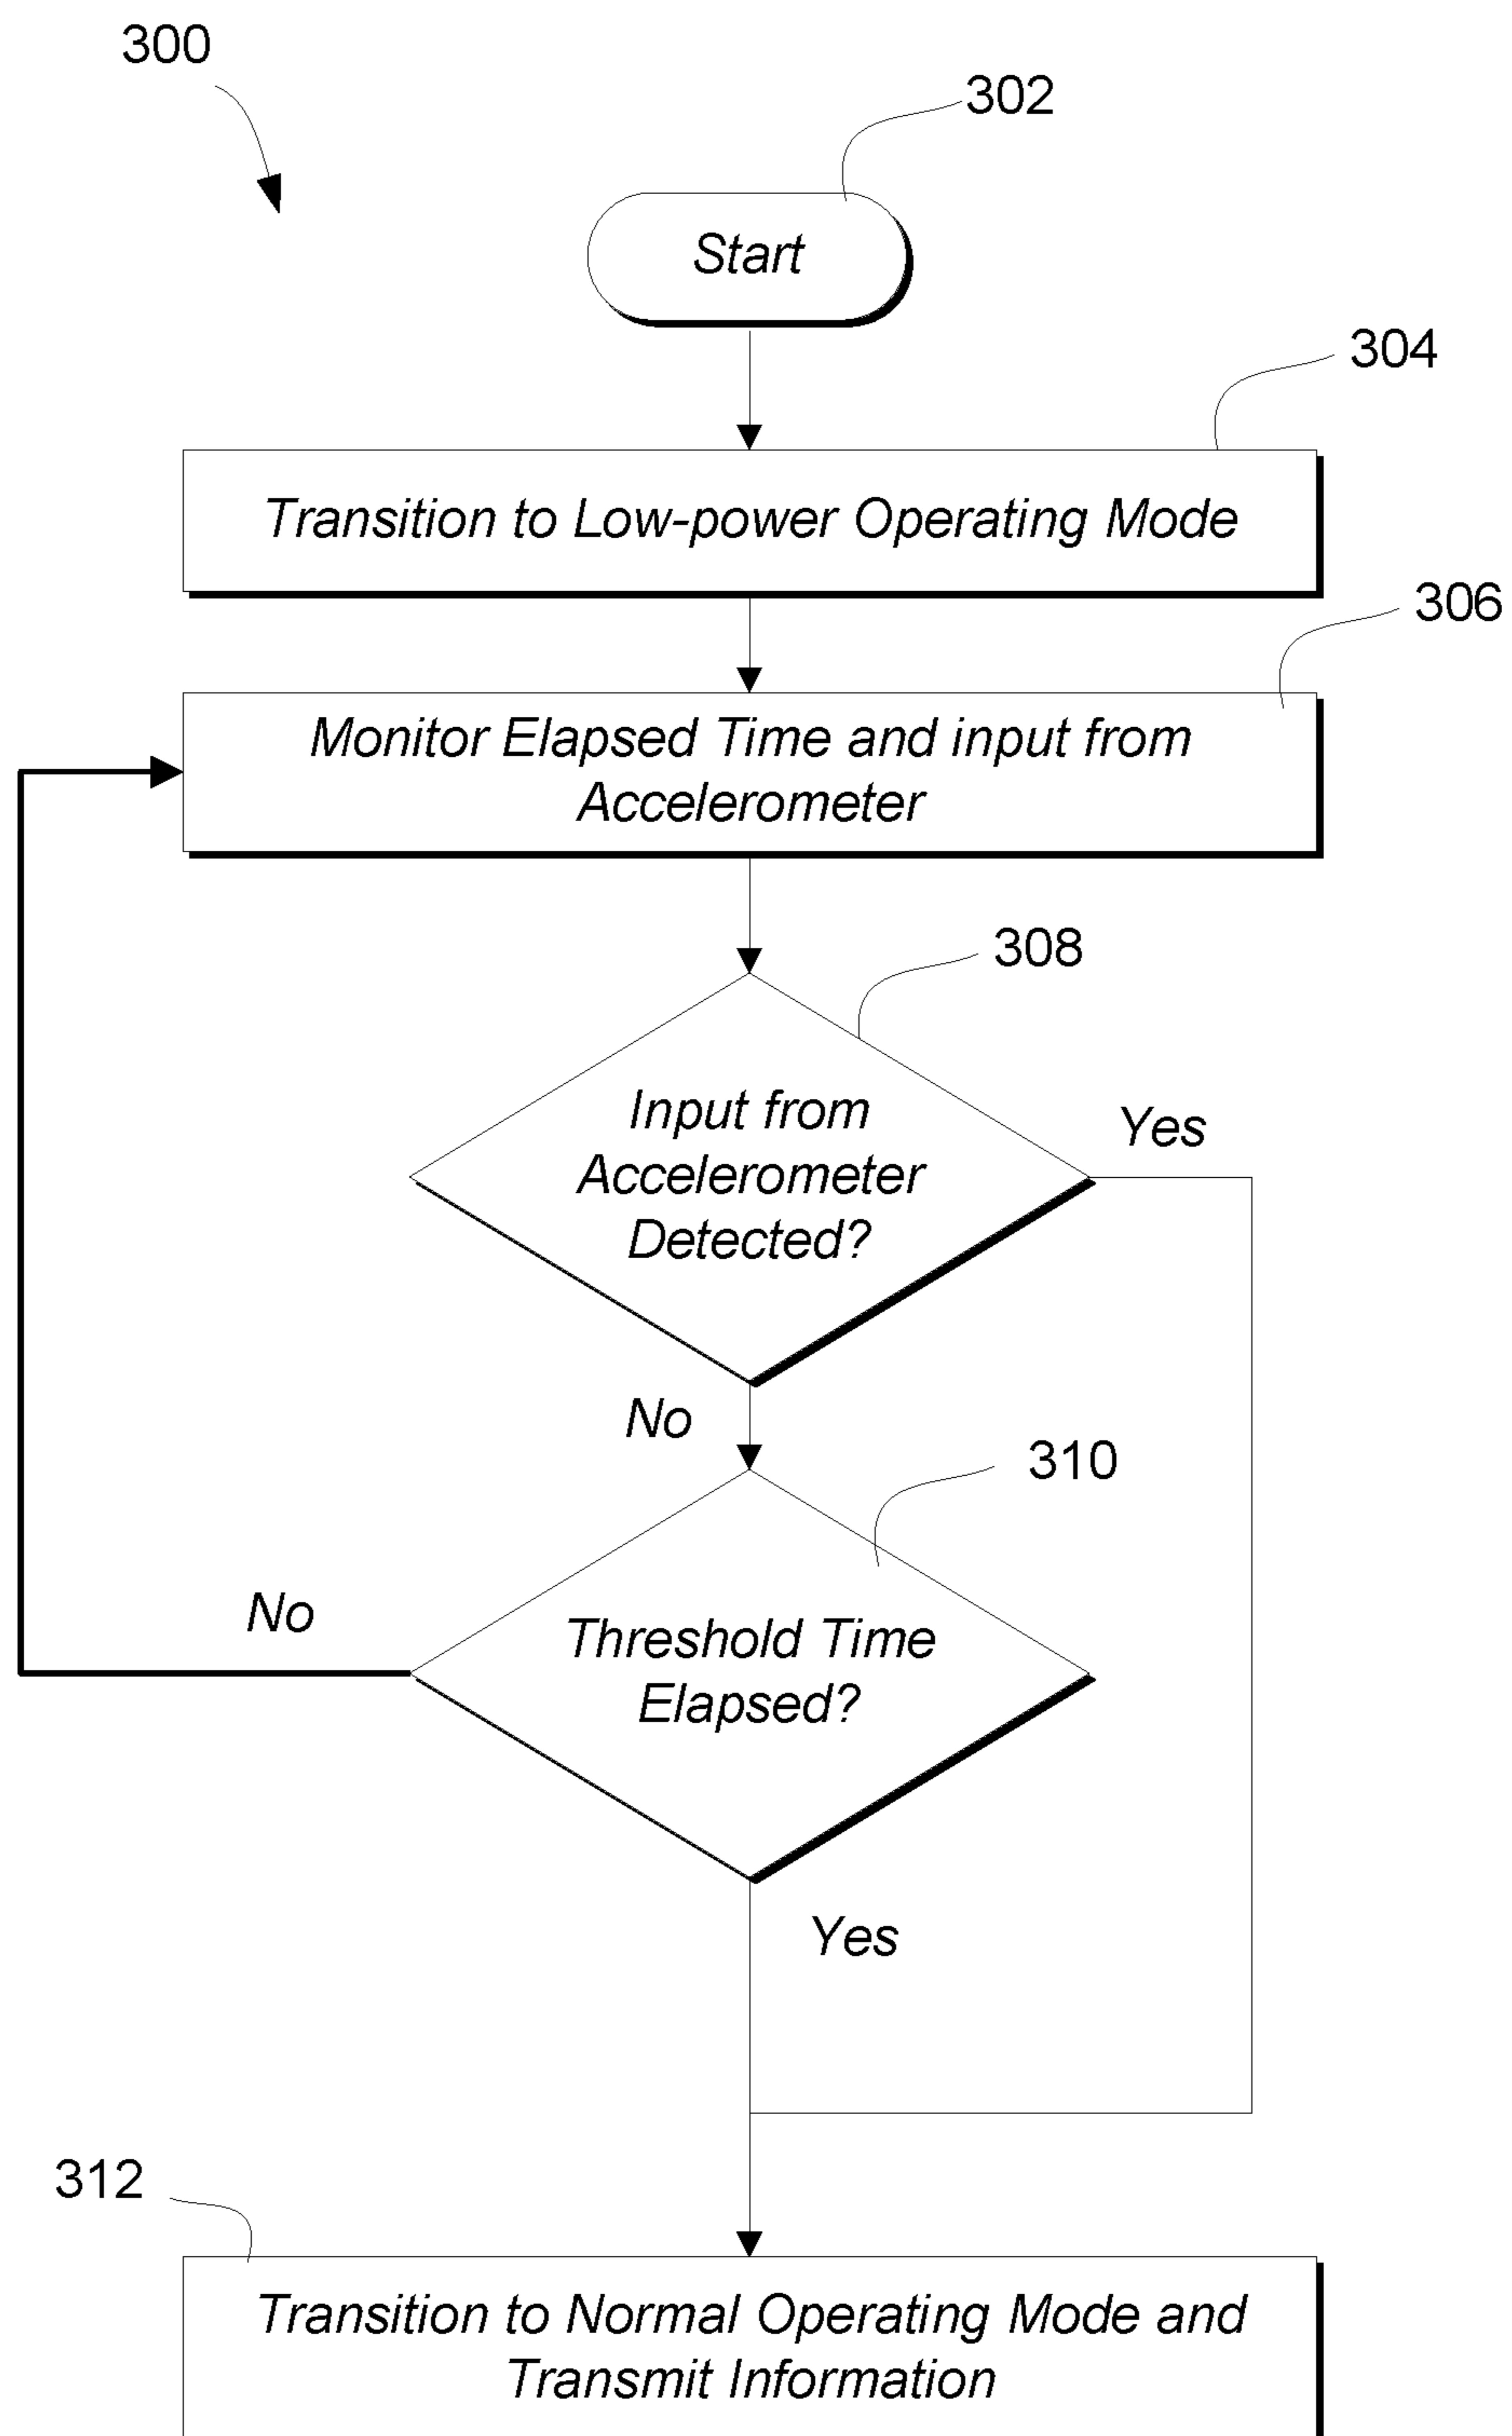 300
302
Start
304
Transition to Low-power Operating Mode
306
Monitor Elapsed Time and input from
Accelerometer
308
Input from
Accelerometer
Detected?
Yes
No
310
Threshold Time
Elapsed?
No
Yes
312
Transition to Normal Operating Mode and
Transmit Information